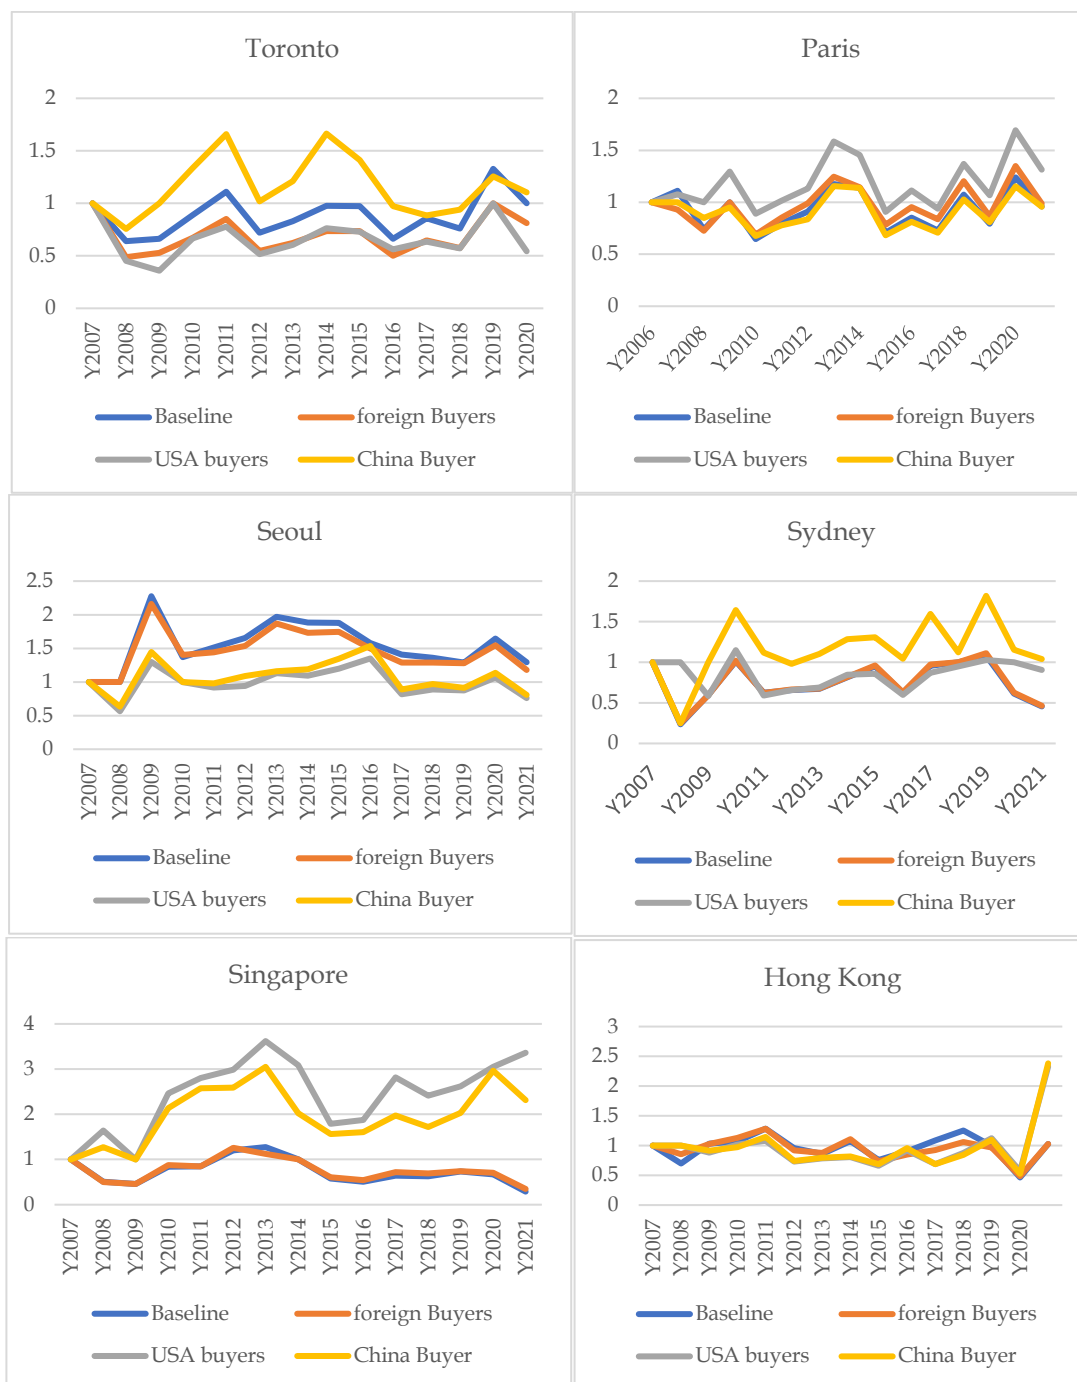 Toronto
2
1.5
1
0.5
0
Y2007
Y2008
Y2009
Y2010
Y2011
Y2012
Y2013
Y2014
Y2015
Y2016
Y2017
Y2018
Y2019
Y2020
Baseline
foreign Buyers
USA buyers
China Buyer
Paris
2
1.5
1
0.5
0
Y2006
Y2008
Y2010
Y2012
Y2014
Y2016
Y2018
Y2020
Baseline
foreign Buyers
USA buyers
China Buyer
Seoul
2.5
2
1.5
1
0.5
0
Y2007
Y2008
Y2009
Y2010
Y2011
Y2012
Y2013
Y2014
Y2015
Y2016
Y2017
Y2018
Y2019
Y2020
Y2021
Baseline
foreign Buyers
USA buyers
China Buyer
Sydney
2
1.5
1
0.5
0
Y2007
Y2009
Y2011
Y2013
Y2015
Y2017
Y2019
Y2021
Baseline
foreign Buyers
USA buyers
China Buyer
Singapore
4
3
2
1
0
Y2007
Y2008
Y2009
Y2010
Y2011
Y2012
Y2013
Y2014
Y2015
Y2016
Y2017
Y2018
Y2019
Y2020
Y2021
Baseline
foreign Buyers
USA buyers
China Buyer
Hong Kong
3
2.5
2
1.5
1
0.5
0
Y2007
Y2008
Y2009
Y2010
Y2011
Y2012
Y2013
Y2014
Y2015
Y2016
Y2017
Y2018
Y2019
Y2020
Baseline
foreign Buyers
USA buyers
China Buyer